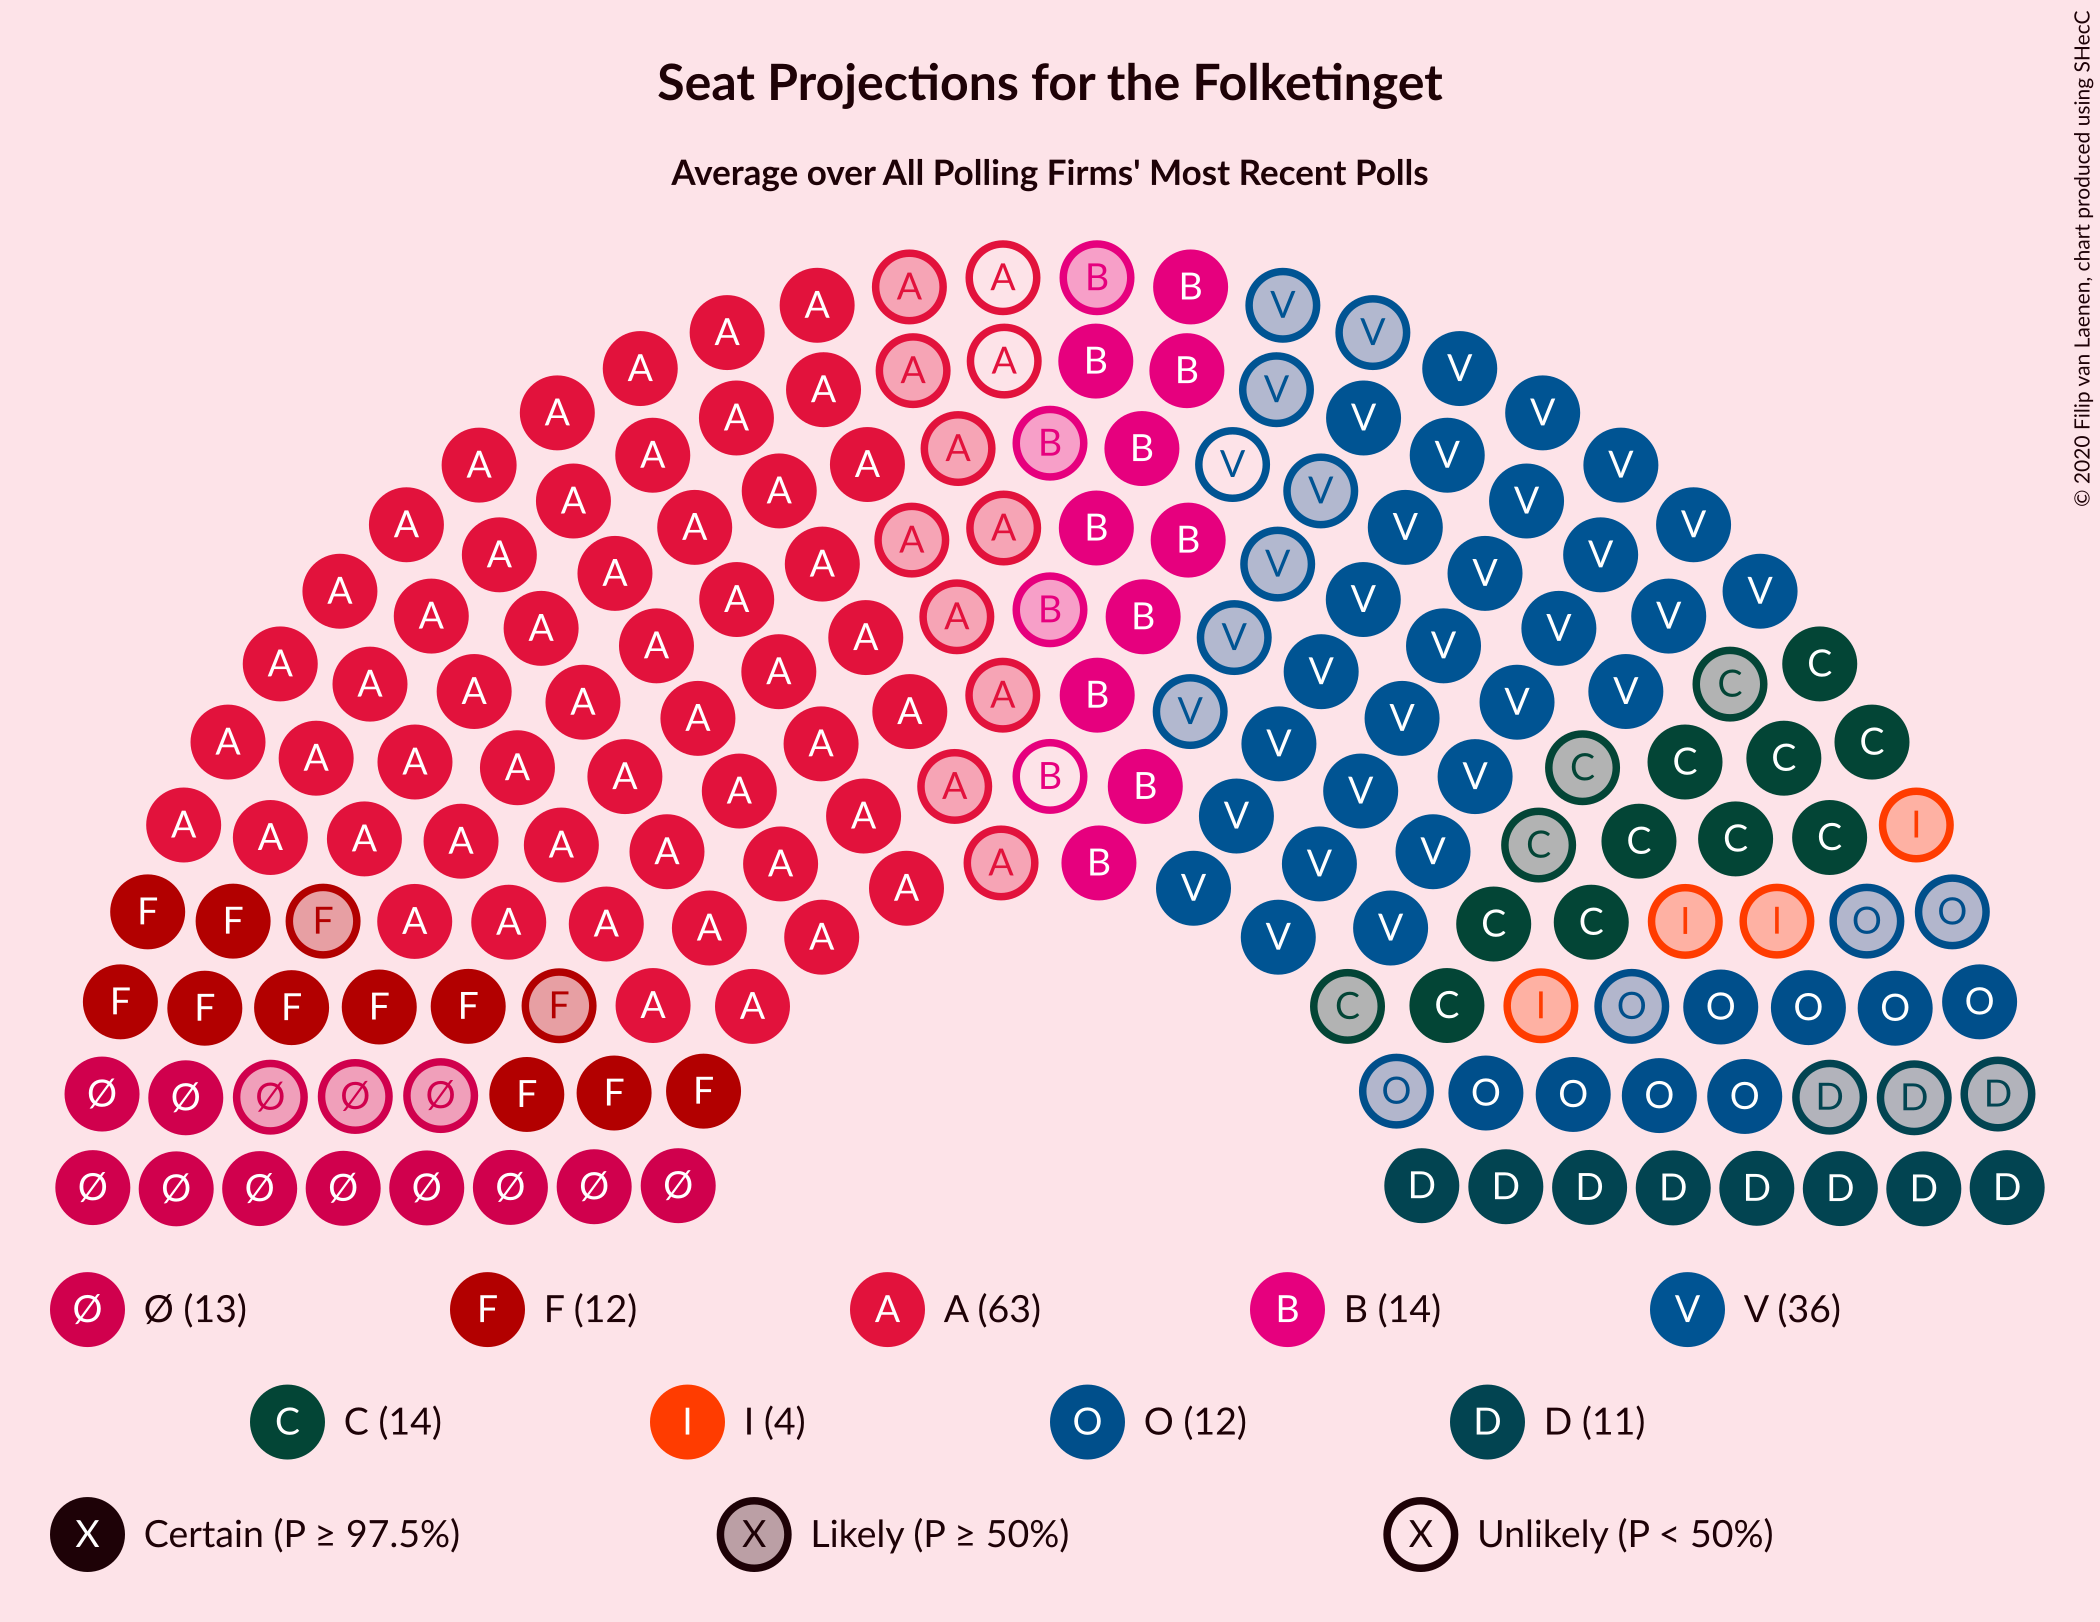 Seat Projections for the Folketinget
Average over All Polling Firms' Most Recent Polls
© 2020 Filip van Laenen, chart produced using SHecC
A A B B V V
A A A A B B V V V
A A A A B B V V V V
A A A A A B B V V V V
A A A A A A B B V V V V V
A A A A A A A B B V V V V V V
A A A A A A A A B V V V V V C C
A A A A A A A B B V V V V C C C C
A A A A A A A A A B V V V C C C C I
F F F A A A A A V V C C I I O O
F F F F F F A A C C I O O O O O
Ø Ø Ø Ø Ø F F F O O O O O D D D
Ø Ø Ø Ø Ø Ø Ø Ø D D D D D D D D
Ø Ø (13) F F (12) A A (63) B B (14) V V (36)
C C (14) I I (4) O O (12) D D (11)
X Certain (P ≥ 97.5%) X Likely (P ≥ 50%) X Unlikely (P < 50%)